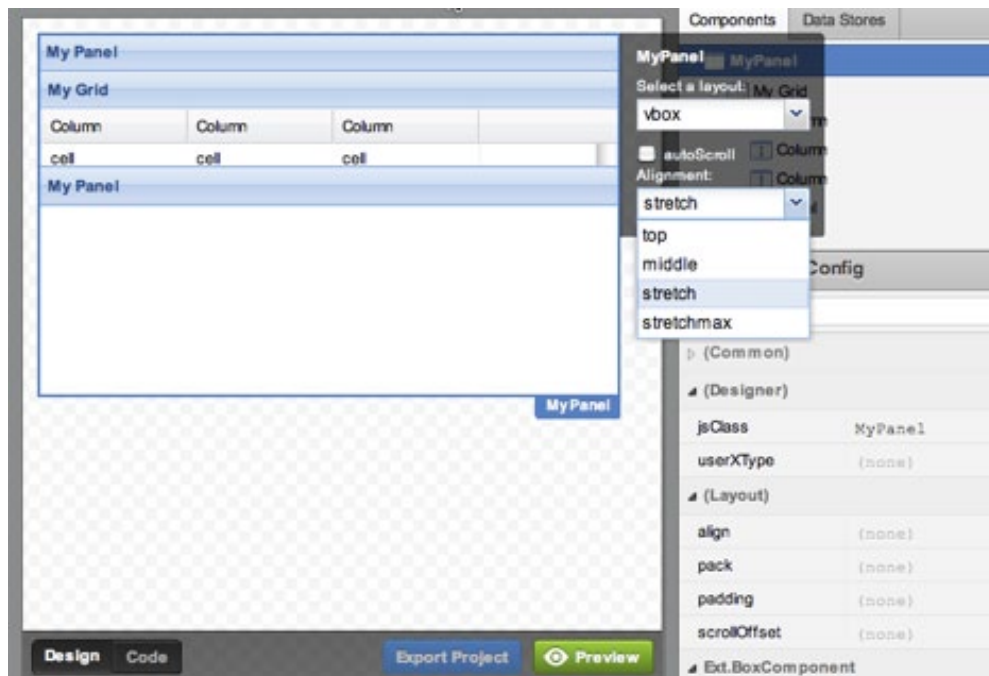 Components Data Stores
My Panel
My Grid
Column Column Column
cell cell cell
My Panel
MyPanel
MyPanel
MyPanel
Select a layout:
My Grid
vbox
autoScroll
Column
Alignment:
Column
stretch
top
middle
stretch
stretchmax
Config
(Common)
(Designer)
jsClass MyPanel
userXType (none)
(Layout)
align (none)
pack (none)
padding (none)
scrollOffset (none)
Ext.BoxComponent
Design Code Export Project Preview